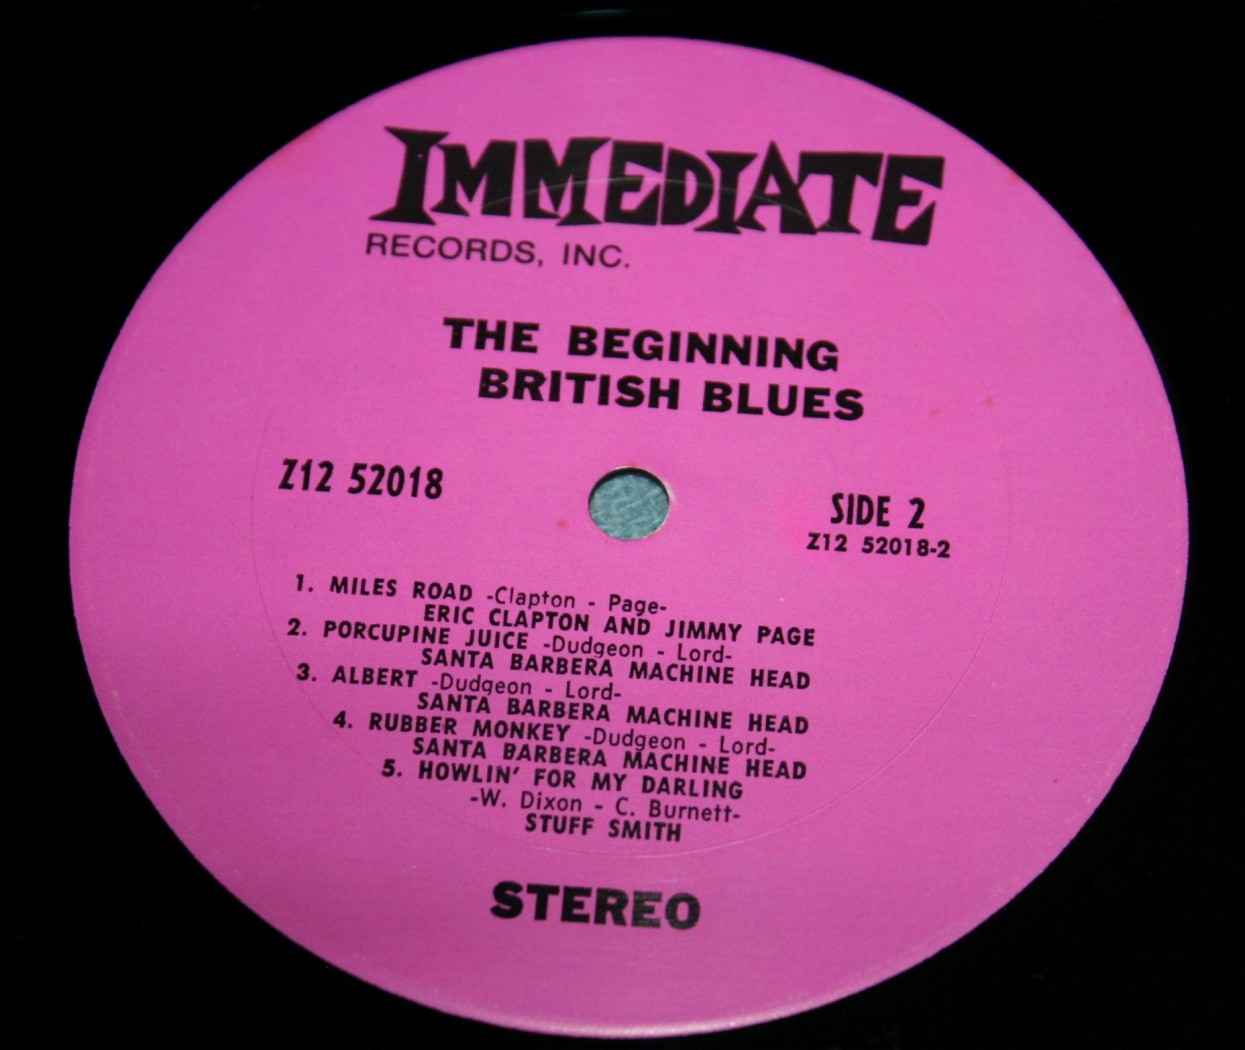 IMMEDIATE
RECORDS, INC.
THE BEGINNING
BRITISH BLUES
Z12 52018
SIDE 2
Z12 52018-2
1. MILES ROAD -Clapton - Page-
ERIC CLAPTON AND JIMMY PAGE
2. PORCUPINE JUICE -Dudgeon - Lord-
SANTA BARBERA MACHINE HEAD
3. ALBERT -Dudgeon - Lord-
SANTA BARBERA MACHINE HEAD
4. RUBBER MONKEY -Dudgeon - Lord-
SANTA BARBERA MACHINE HEAD
5. HOWLIN' FOR MY DARLING
-W. Dixon - C. Burnett-
STUFF SMITH
STEREO